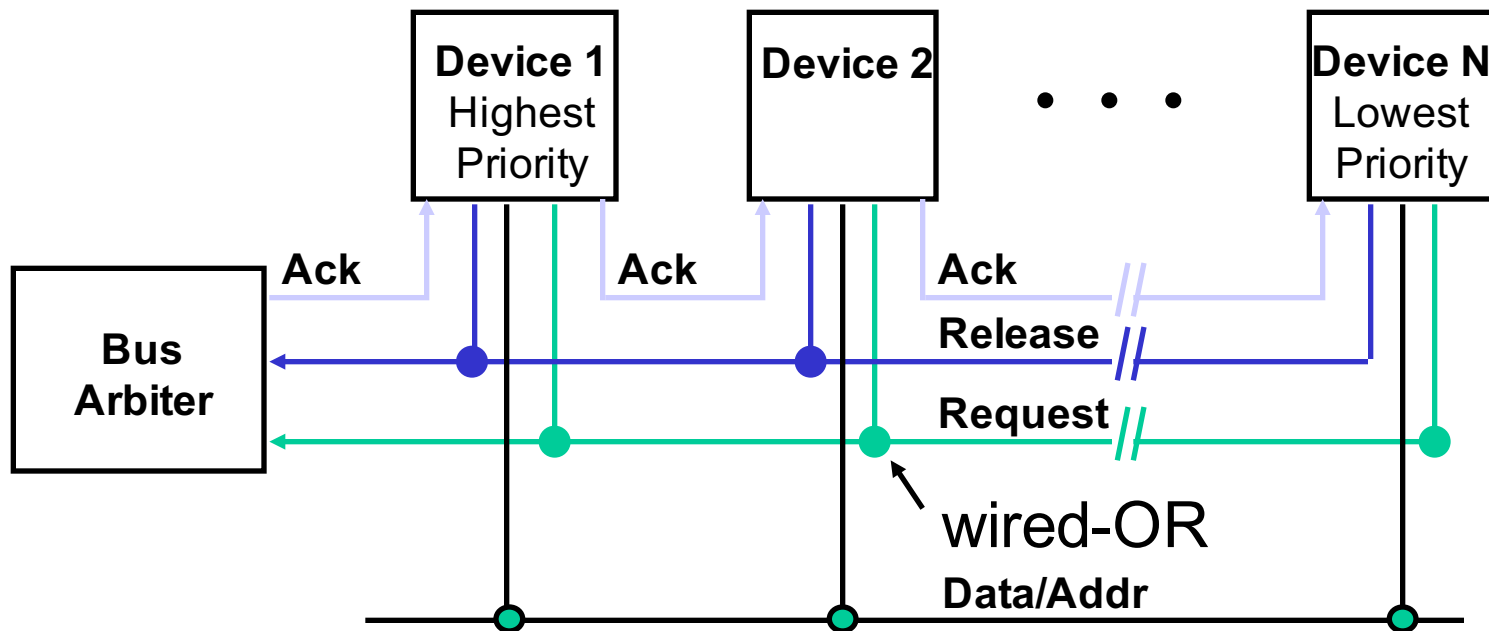 Device 1
Highest
Priority
Device 2
Device N
Lowest
Priority
Ack
Ack
Ack
Bus
Arbiter
Release
Request
wired-OR
Data/Addr